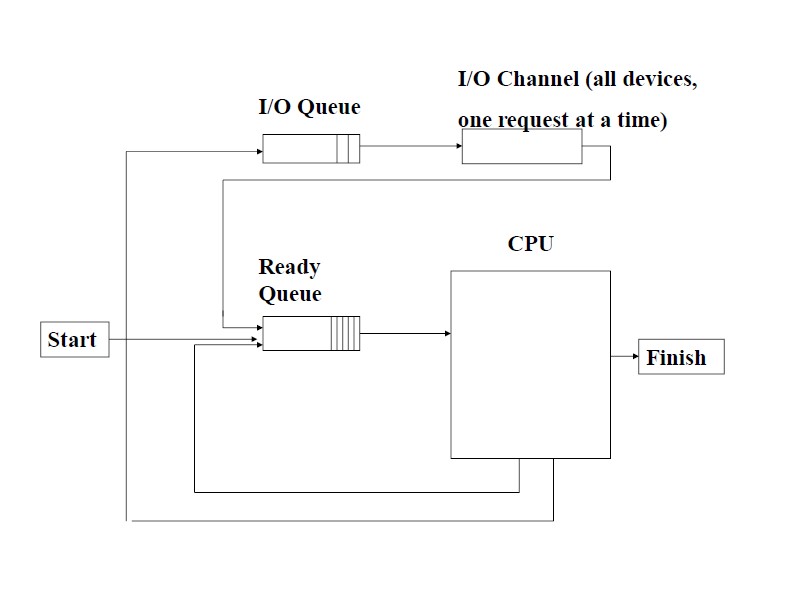 I/O Channel (all devices,
one request at a time)
I/O Queue
CPU
Ready
Queue
Start
Finish